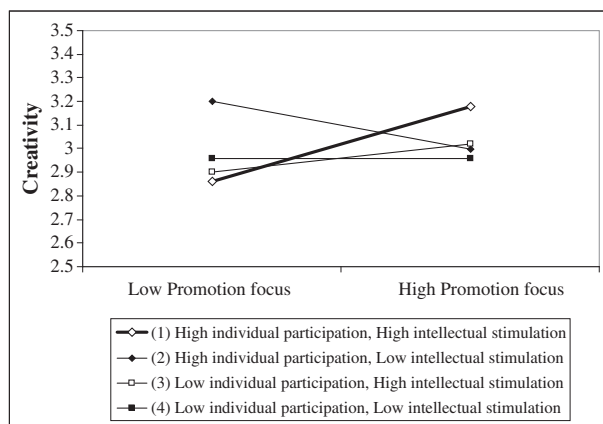 3.5
3.4
3.3
3.2
3.1
3
2.9
2.8
2.7
2.6
2.5
Creativity
Low Promotion focus High Promotion focus
(1) High individual participation, High intellectual stimulation
(2) High individual participation, Low intellectual stimulation
(3) Low individual participation, High intellectual stimulation
(4) Low individual participation, Low intellectual stimulation